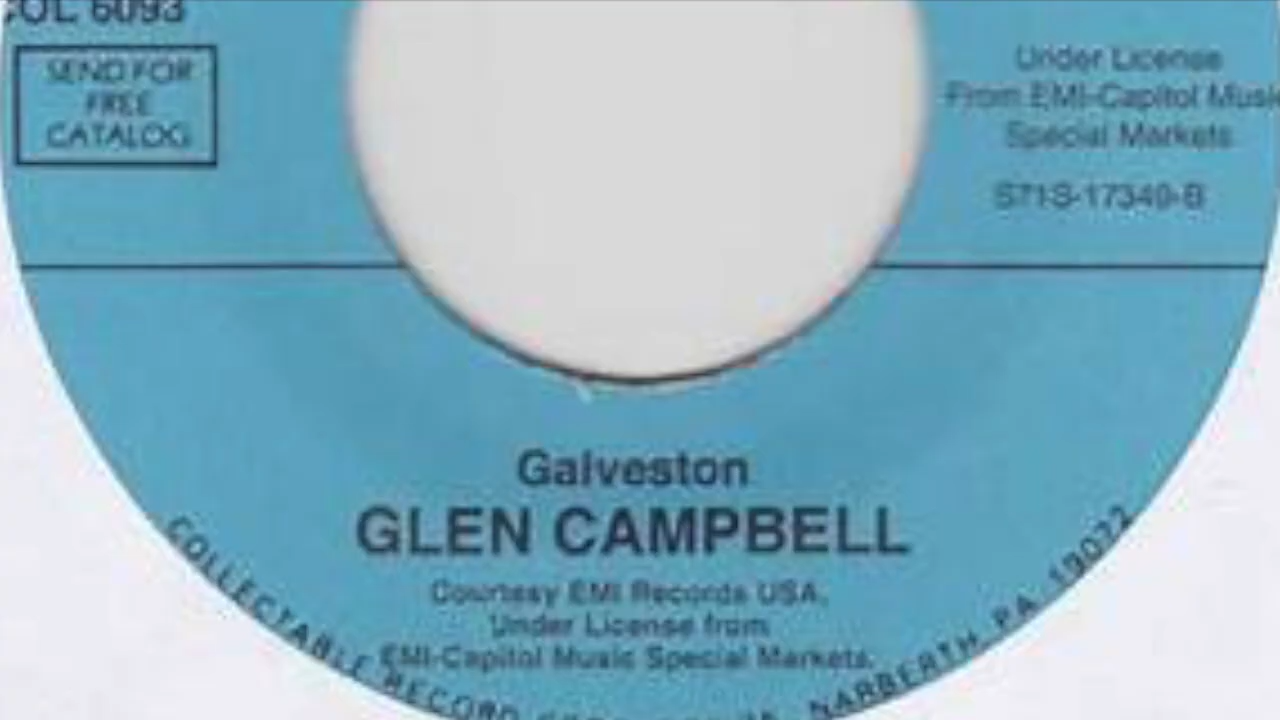 COL 6093
SEND FOR
FREE
CATALOG
Under License
From EMI-Capitol Music
Special Markets
S71S-17349-B
Galveston
GLEN CAMPBELL
Courtesy EMI Records USA.
Under License from
EMI-Capitol Music Special Markets.
COLLECTABLE RECORD NARBERTH, PA 19072